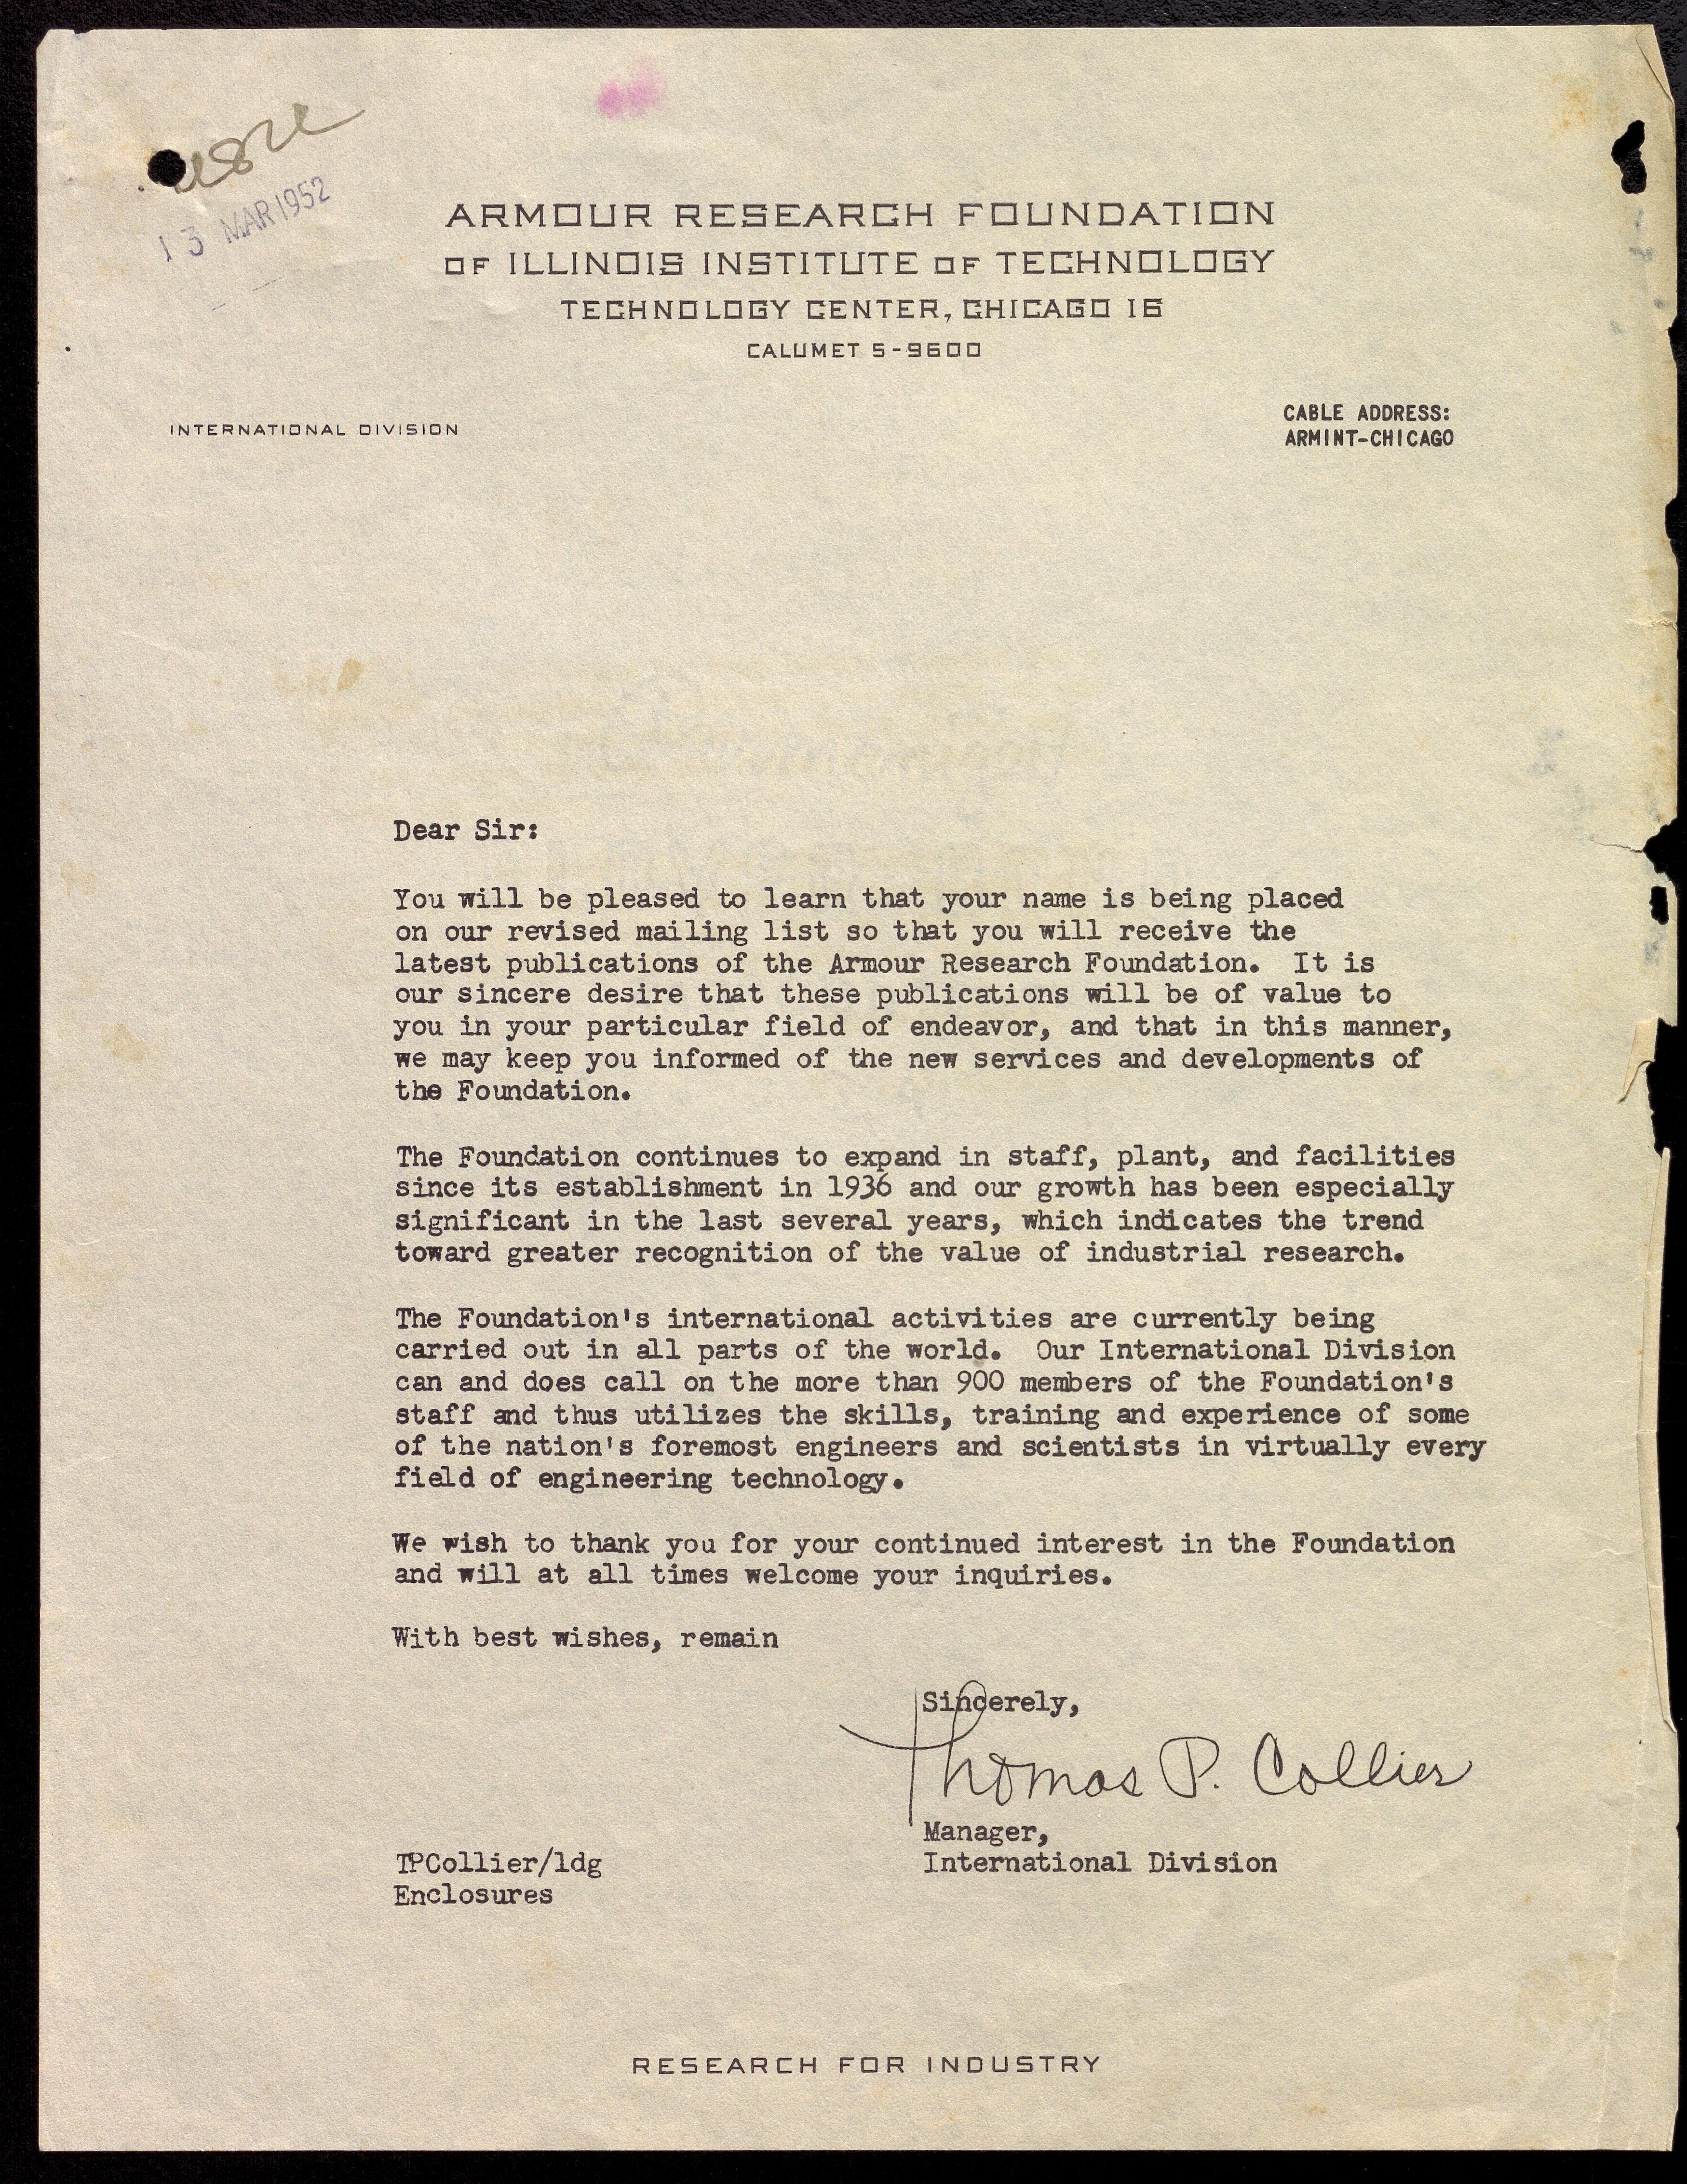 13 MAR 1952
ARMOUR RESEARCH FOUNDATION
OF ILLINOIS INSTITUTE OF TECHNOLOGY
TECHNOLOGY CENTER, CHICAGO 16
CALUMET 5-9600
INTERNATIONAL DIVISION
CABLE ADDRESS:
ARMINT-CHICAGO
Dear Sir:
You will be pleased to learn that your name is being placed
on our revised mailing list so that you will receive the
latest publications of the Armour Research Foundation. It is
our sincere desire that these publications will be of value to
you in your particular field of endeavor, and that in this manner,
we may keep you informed of the new services and developments of
the Foundation.
The Foundation continues to expand in staff, plant, and facilities
since its establishment in 1936 and our growth has been especially
significant in the last several years, which indicates the trend
toward greater recognition of the value of industrial research.
The Foundation's international activities are currently being
carried out in all parts of the world. Our International Division
can and does call on the more than 900 members of the Foundation's
staff and thus utilizes the skills, training and experience of some
of the nation's foremost engineers and scientists in virtually every
field of engineering technology.
We wish to thank you for your continued interest in the Foundation
and will at all times welcome your inquiries.
With best wishes, remain
Sincerely,
Thomas P. Collier
Manager,
International Division
TPCollier/ldg
Enclosures
RESEARCH FOR INDUSTRY